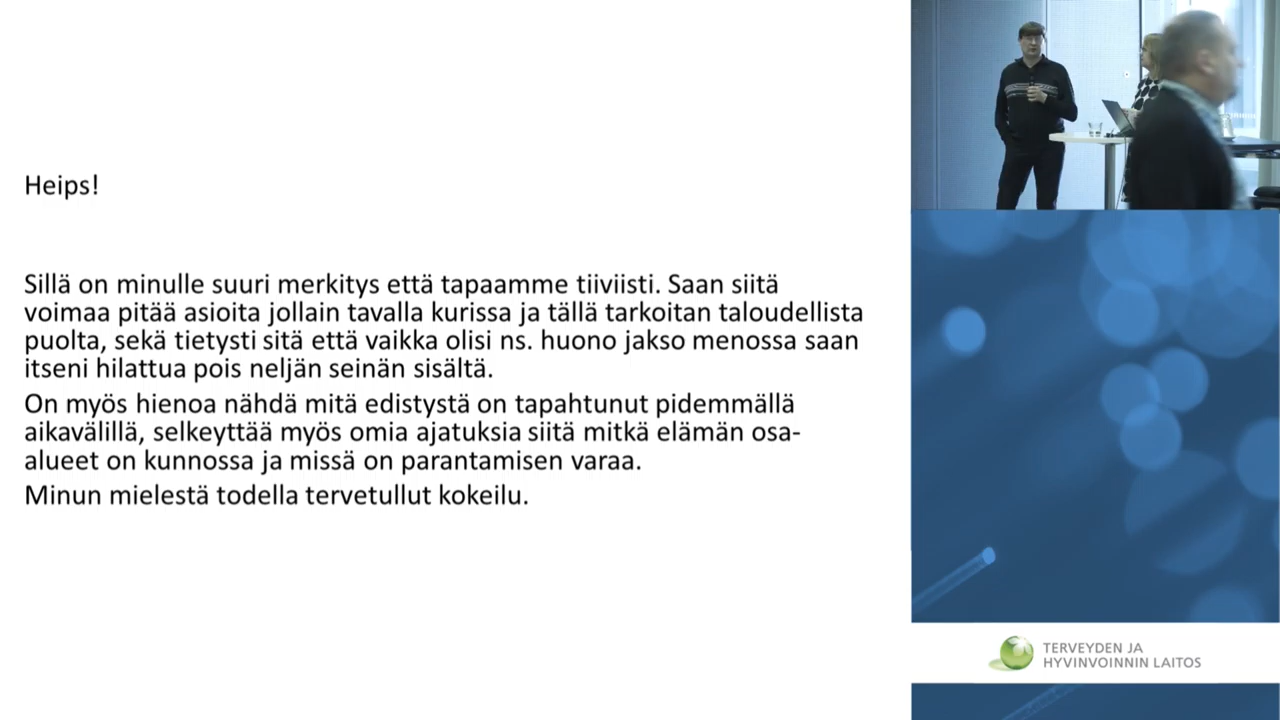 Heips!
Sillä on minulle suuri merkitys että tapaamme tiiviisti. Saan siitä
voimaa pitää asioita jollain tavalla kurissa ja tällä tarkoitan taloudellista
puolta, sekä tietysti sitä että vaikka olisi ns. huono jakso menossa saan
itseni hilattua pois neljän seinän sisältä.
On myös hienoa nähdä mitä edistystä on tapahtunut pidemmällä
aikavälillä, selkeyttää myös omia ajatuksia siitä mitkä elämän osa-
alueet on kunnossa ja missä on parantamisen varaa.
Minun mielestä todella tervetullut kokeilu.
TERVEYDEN JA
HYVINVOINNIN LAITOS